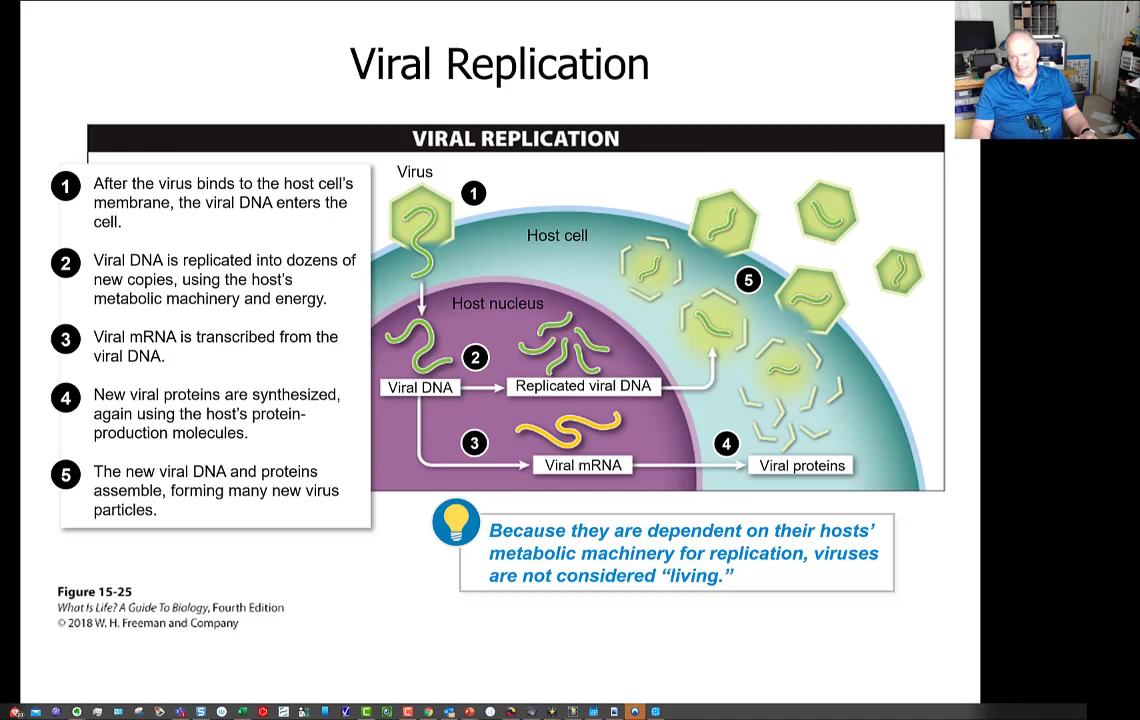 Viral Replication
VIRAL REPLICATION
1
After the virus binds to the host cell's
membrane, the viral DNA enters the
cell.
2
Viral DNA is replicated into dozens of
new copies, using the host's
metabolic machinery and energy.
3
Viral mRNA is transcribed from the
viral DNA.
4
New viral proteins are synthesized,
again using the host's protein-
production molecules.
5
The new viral DNA and proteins
assemble, forming many new virus
particles.
Virus
1
Host cell
5
Host nucleus
2
Viral DNA
Replicated viral DNA
3
4
Viral mRNA
Viral proteins
Because they are dependent on their hosts'
metabolic machinery for replication, viruses
are not considered “living.”
Figure 15-25
What Is Life? A Guide To Biology, Fourth Edition
© 2018 W. H. Freeman and Company